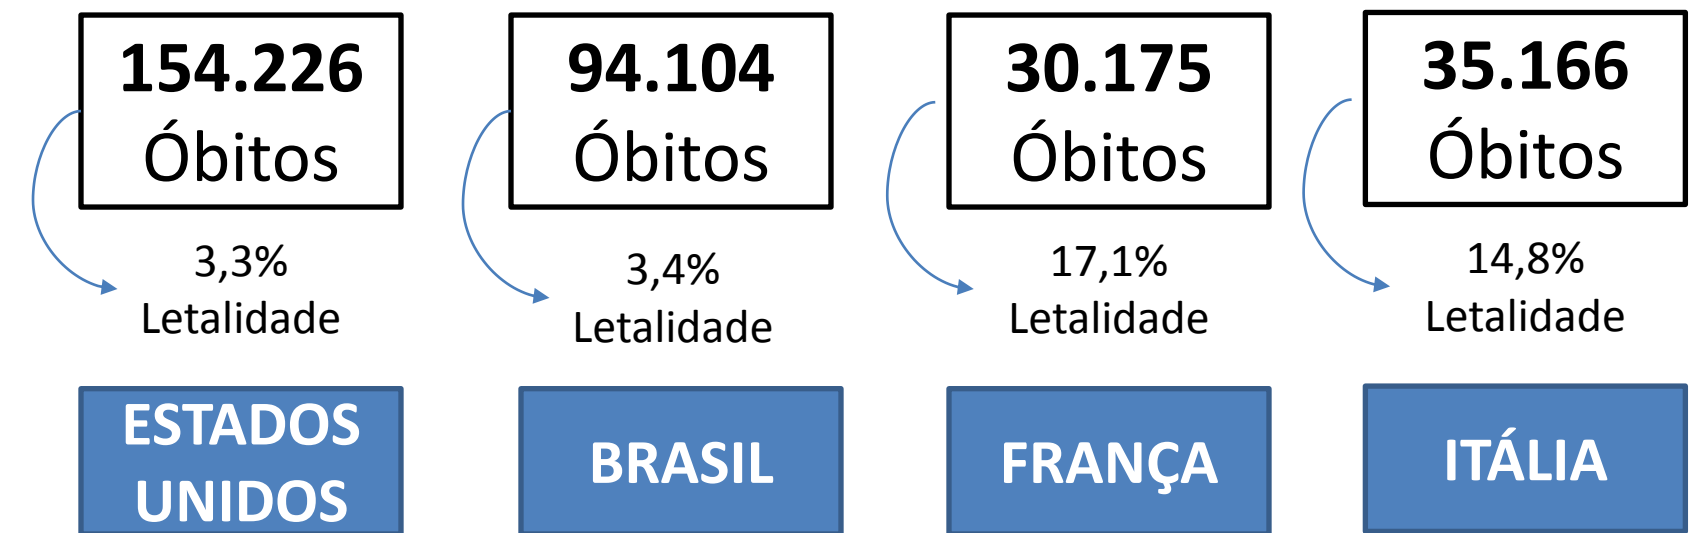 154.226
Óbitos
3,3%
Letalidade
ESTADOS
UNIDOS
94.104
Óbitos
3,4%
Letalidade
BRASIL
30.175
Óbitos
17,1%
Letalidade
FRANÇA
35.166
Óbitos
14,8%
Letalidade
ITÁLIA